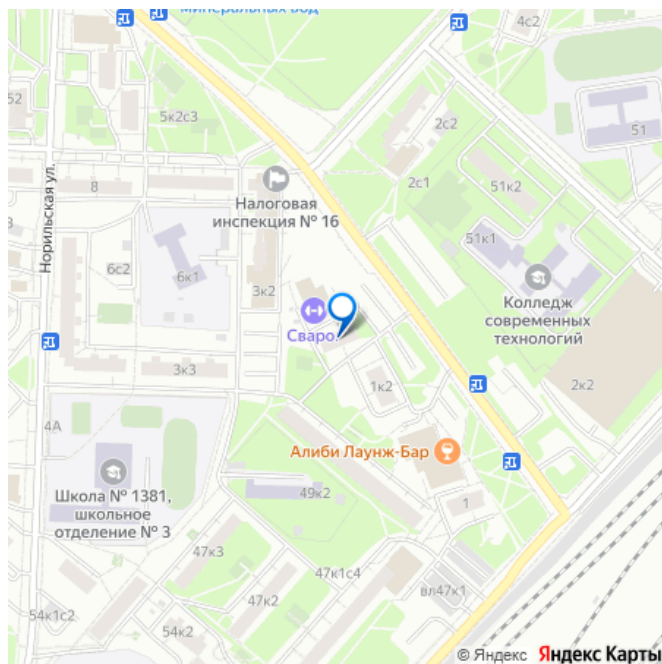 минеральных вод
4с2
52
5к2с3
2с2
51
Норильская ул.
8
Налоговая
инспекция № 16
2с1
51к2
51к1
6с2
6к1
3к2
Колледж
современных
технологий
3к3
1к2
2к2
4А
Алиби Лаунж-Бар
Школа № 1381,
школьное
отделение № 3
49к2
1
47к3
47к1с4
вл47к1
47к2
54к1с2
54к2
© Яндекс Яндекс Карты